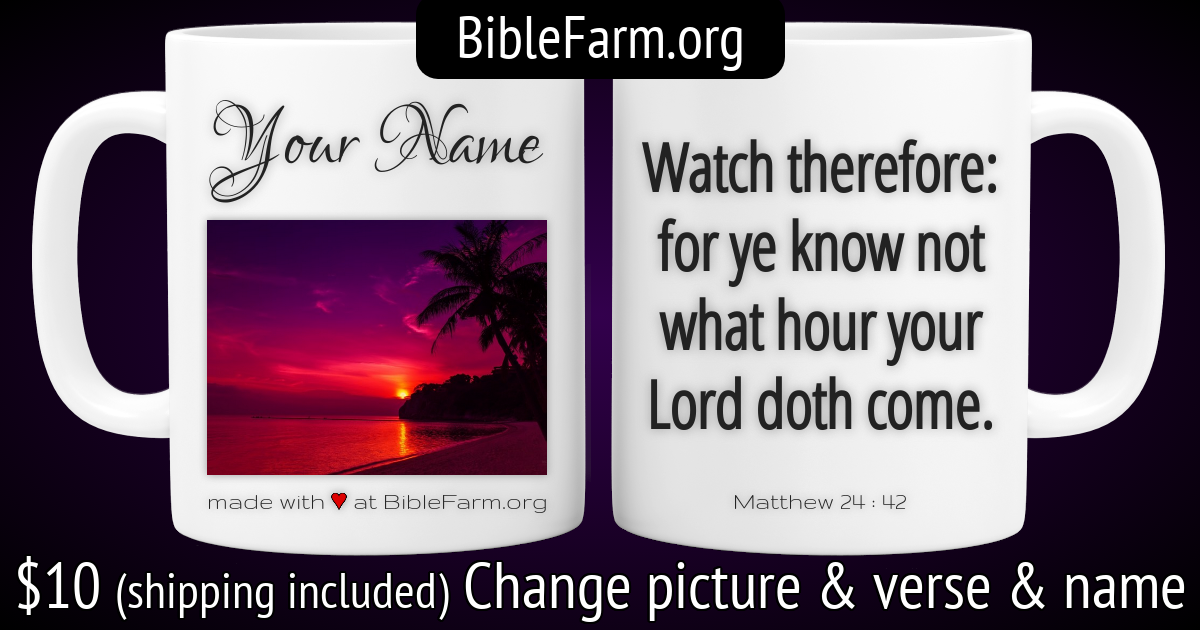 BibleFarm.org
Your Name
made with ♥ at BibleFarm.org
Watch therefore:
for ye know not
what hour your
Lord doth come.
Matthew 24 : 42
$10 (shipping included) Change picture & verse & name